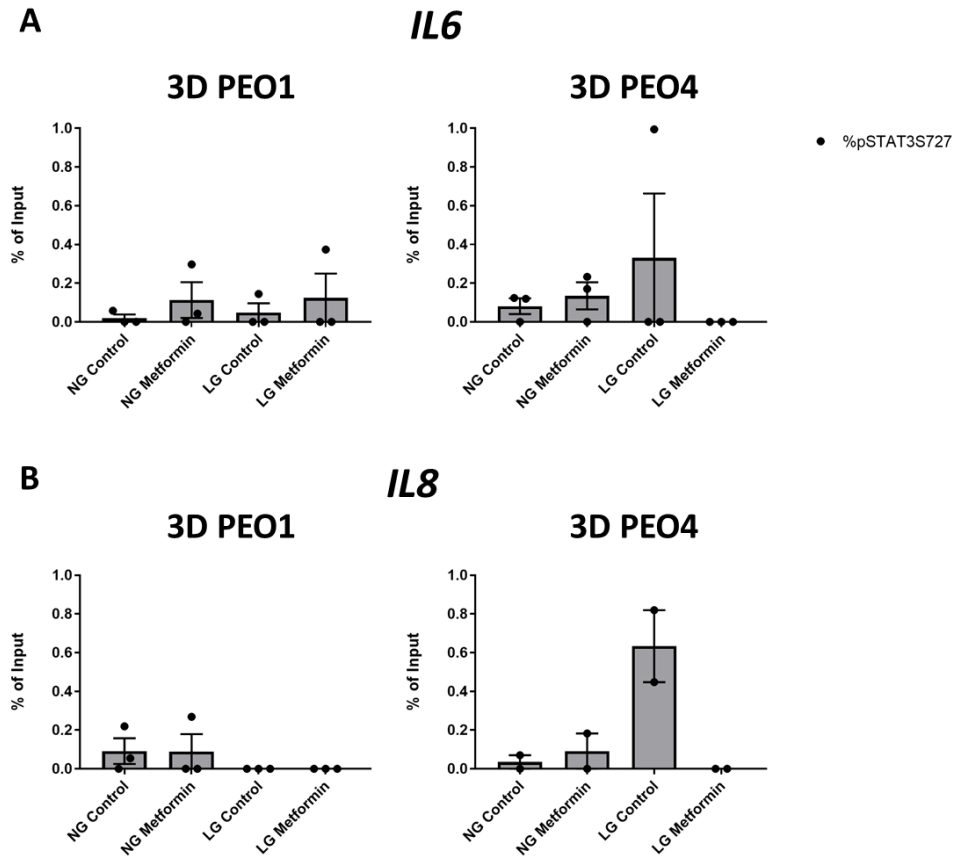 A
IL6
3D PEO1
3D PEO4
1.0
0.8
0.6
0.4
0.2
0.0
% of Input
NG Control
NG Metformin
LG Control
LG Metformin
1.0
0.8
0.6
0.4
0.2
0.0
% of Input
NG Control
NG Metformin
LG Control
LG Metformin
%pSTAT3S727
B
IL8
3D PEO1
3D PEO4
1.0
0.8
0.6
0.4
0.2
0.0
% of Input
NG Control
NG Metformin
LG Control
LG Metformin
1.0
0.8
0.6
0.4
0.2
0.0
% of Input
NG Control
NG Metformin
LG Control
LG Metformin